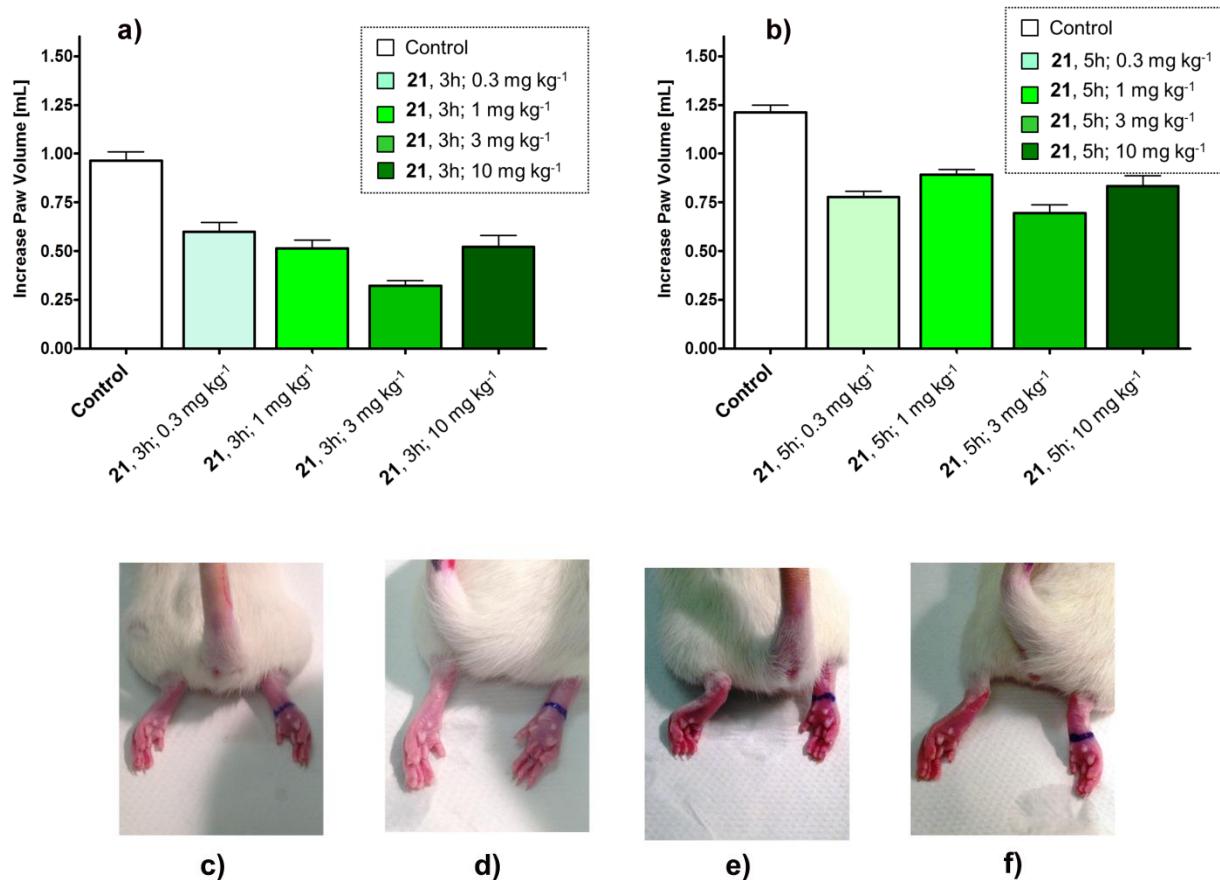 a)
Control
21, 3h; 0.3 mg kg⁻¹
21, 3h; 1 mg kg⁻¹
21, 3h; 3 mg kg⁻¹
21, 3h; 10 mg kg⁻¹
Increase Paw Volume [mL]
1.50
1.25
1.00
0.75
0.50
0.25
0.00
Control
21, 3h; 0.3 mg kg⁻¹
21, 3h; 1 mg kg⁻¹
21, 3h; 3 mg kg⁻¹
21, 3h; 10 mg kg⁻¹
b)
Control
21, 5h; 0.3 mg kg⁻¹
21, 5h; 1 mg kg⁻¹
21, 5h; 3 mg kg⁻¹
21, 5h; 10 mg kg⁻¹
Increase Paw Volume [mL]
1.50
1.25
1.00
0.75
0.50
0.25
0.00
Control
21, 5h; 0.3 mg kg⁻¹
21, 5h; 1 mg kg⁻¹
21, 5h; 3 mg kg⁻¹
21, 5h; 10 mg kg⁻¹
c)
d)
e)
f)